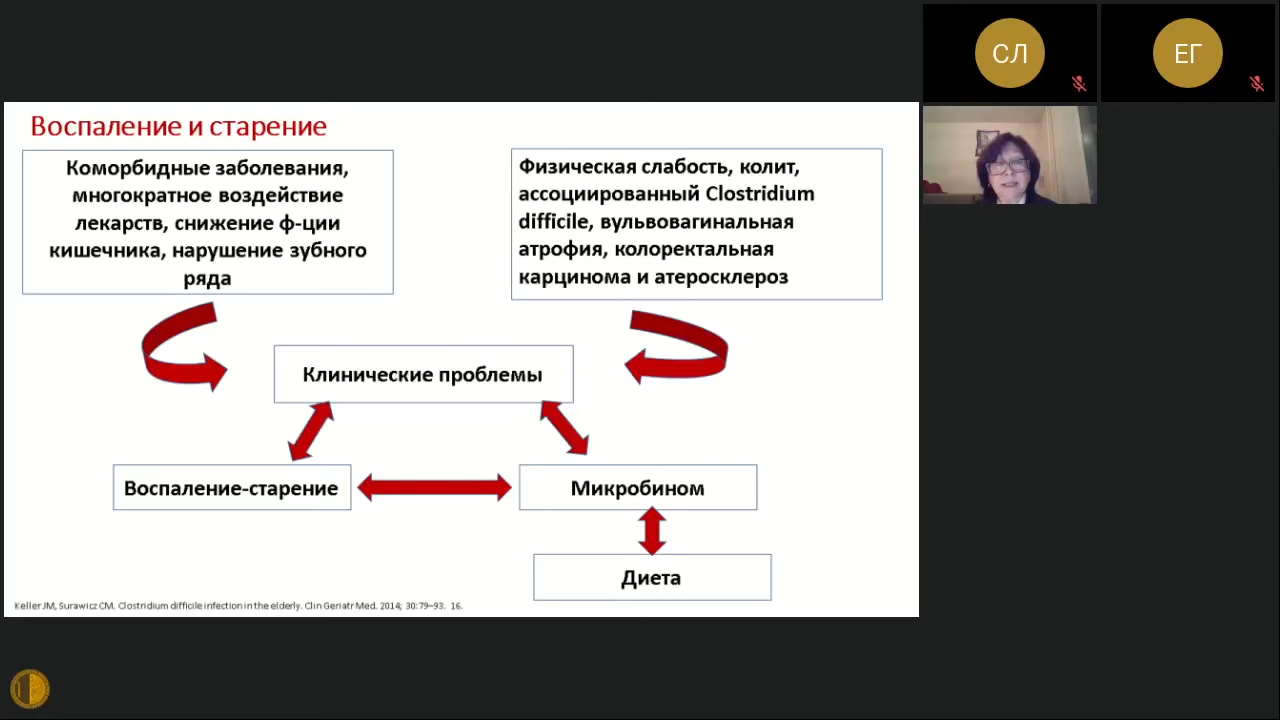 СЛ
ЕГ
Воспаление и старение
Коморбидные заболевания,
многократное воздействие
лекарств, снижение ф-ции
кишечника, нарушение зубного
ряда
Физическая слабость, колит,
ассоциированный Clostridium
difficile, вульвовагинальная
атрофия, колоректальная
карцинома и атеросклероз
Клинические проблемы
Воспаление-старение
Микробином
Диета
Keller JM, Surawicz CM. Clostridium difficile infection in the elderly. Clin Geriatr Med. 2014; 30:79–93. 16.